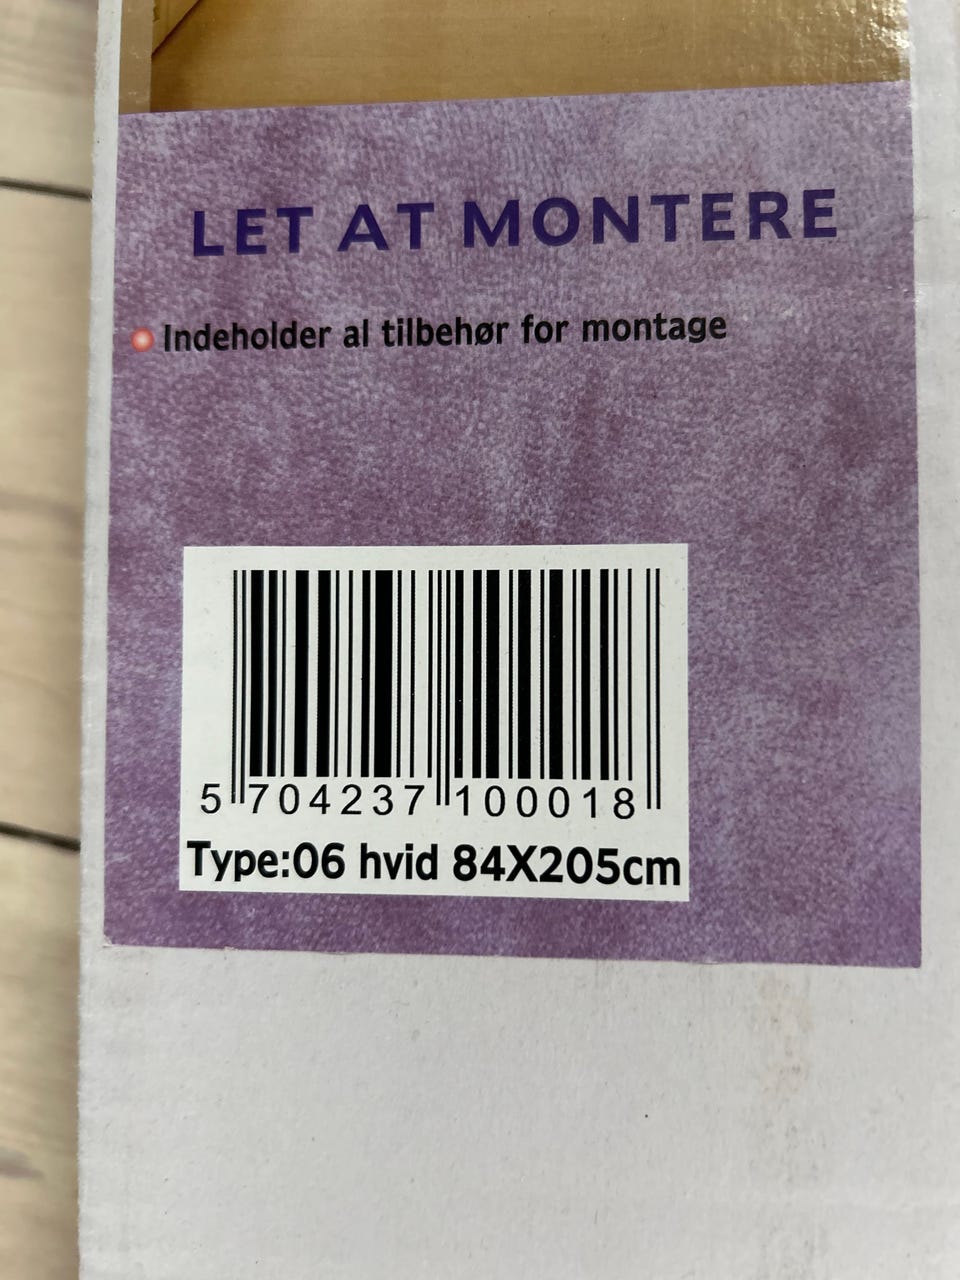 LET AT MONTERE
Indeholder al tilbehør for montage
5 704237 100018
Type:06 hvid 84X205cm